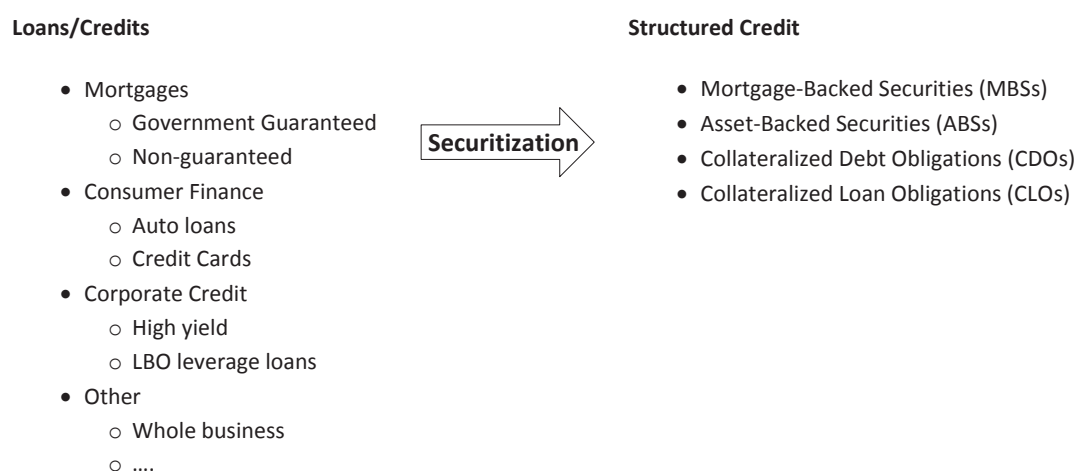 Loans/Credits
• Mortgages
o Government Guaranteed
o Non-guaranteed
• Consumer Finance
o Auto loans
o Credit Cards
• Corporate Credit
o High yield
o LBO leverage loans
• Other
o Whole business
o ....
Securitization
Structured Credit
• Mortgage-Backed Securities (MBSs)
• Asset-Backed Securities (ABSs)
• Collateralized Debt Obligations (CDOs)
• Collateralized Loan Obligations (CLOs)